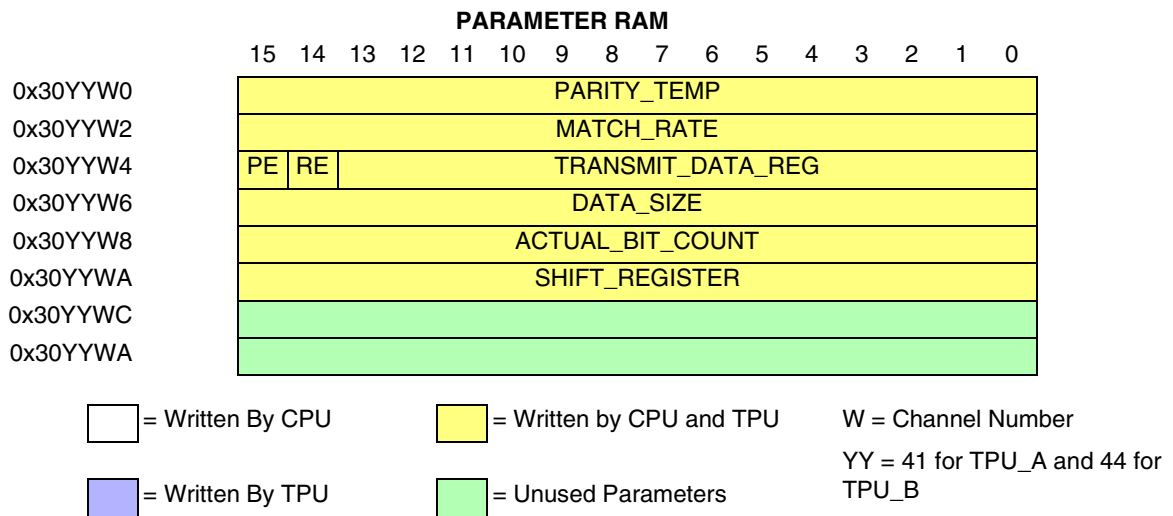 PARAMETER RAM
15 14 13 12 11 10 9 8 7 6 5 4 3 2 1 0
0x30YYW0 PARITY_TEMP
0x30YYW2 MATCH_RATE
0x30YYW4 PE RE TRANSMIT_DATA_REG
0x30YYW6 DATA_SIZE
0x30YYW8 ACTUAL_BIT_COUNT
0x30YYWA SHIFT_REGISTER
0x30YYWC
0x30YYWA
= Written By CPU = Written by CPU and TPU W = Channel Number
YY = 41 for TPU_A and 44 for
= Written By TPU = Unused Parameters TPU_B